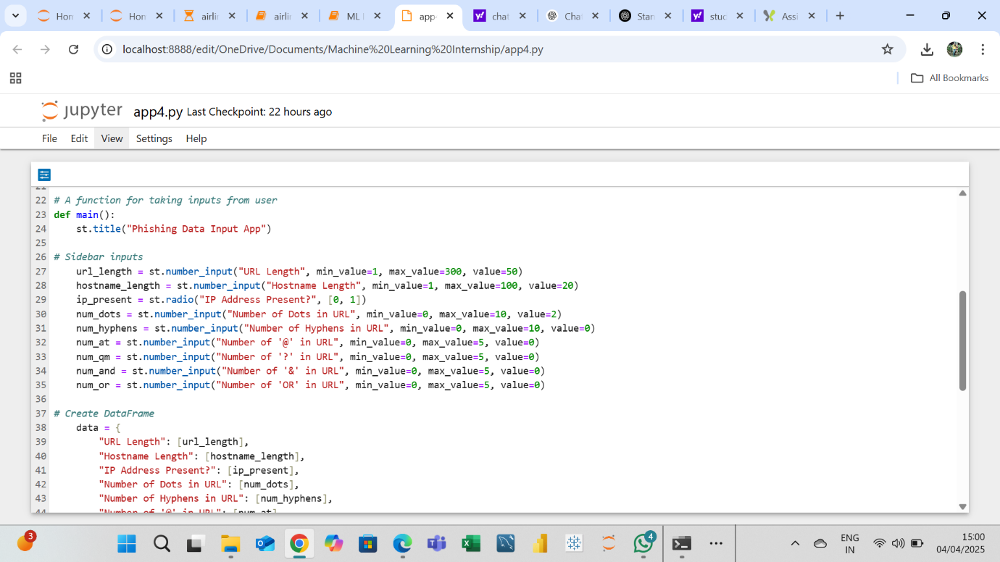 Hon
Hon
airlin
airlin
ML
app4
chat
Chat
Stan
stuc
Assi
localhost:8888/edit/OneDrive/Documents/Machine%20Learning%20Internship/app4.py
All Bookmarks
jupyter app4.py Last Checkpoint: 22 hours ago
File Edit View Settings Help
22 # A function for taking inputs from user
23 def main():
24     st.title("Phishing Data Input App")
25
26 # Sidebar inputs
27     url_length = st.number_input("URL Length", min_value=1, max_value=300, value=50)
28     hostname_length = st.number_input("Hostname Length", min_value=1, max_value=100, value=20)
29     ip_present = st.radio("IP Address Present?", [0, 1])
30     num_dots = st.number_input("Number of Dots in URL", min_value=0, max_value=10, value=2)
31     num_hyphens = st.number_input("Number of Hyphens in URL", min_value=0, max_value=10, value=0)
32     num_at = st.number_input("Number of '@' in URL", min_value=0, max_value=5, value=0)
33     num_qm = st.number_input("Number of '?' in URL", min_value=0, max_value=5, value=0)
34     num_and = st.number_input("Number of '&' in URL", min_value=0, max_value=5, value=0)
35     num_or = st.number_input("Number of 'OR' in URL", min_value=0, max_value=5, value=0)
36
37 # Create DataFrame
38     data = {
39         "URL Length": [url_length],
40         "Hostname Length": [hostname_length],
41         "IP Address Present?": [ip_present],
42         "Number of Dots in URL": [num_dots],
43         "Number of Hyphens in URL": [num_hyphens],
44         "Number of '@' in URL": [num_at]
3
4
ENG
IN
15:00
04/04/2025